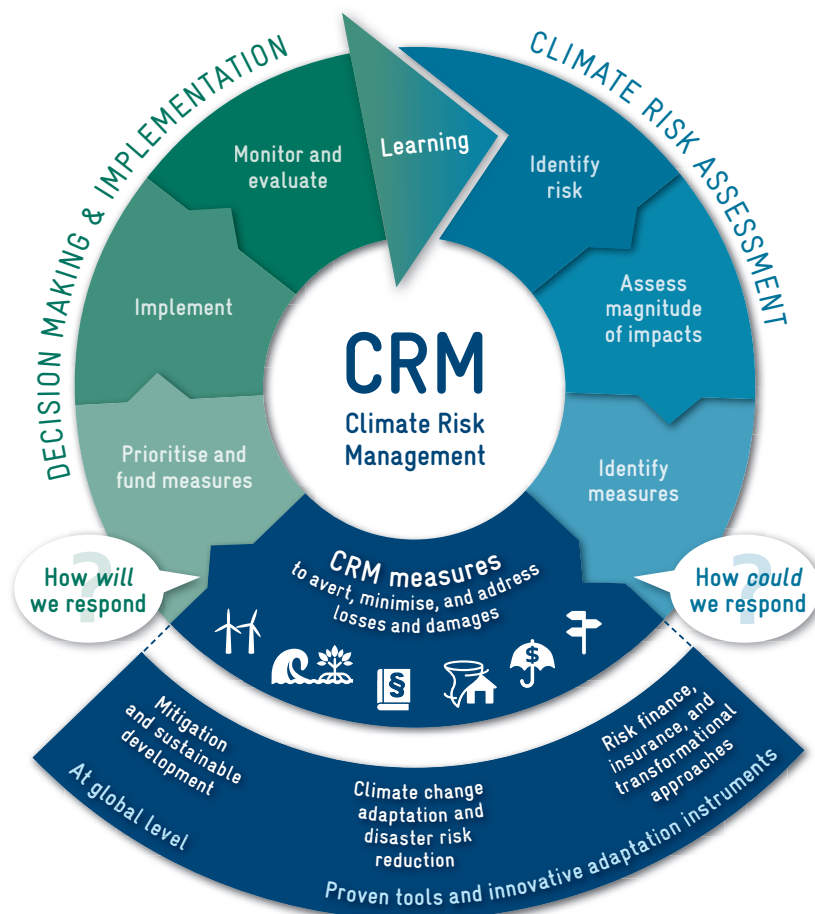 DECISION MAKING & IMPLEMENTATION
CLIMATE RISK ASSESSMENT
Learning
Identify
risk
Assess
magnitude
of impacts
Identify
measures
How could
we respond
?
CRM measures
to avert, minimise, and address
losses and damages
§
$
How will
we respond
?
Prioritise and
fund measures
Implement
Monitor and
evaluate
CRM
Climate Risk
Management
Mitigation
and sustainable
development
At global level
Climate change
adaptation and
disaster risk
reduction
Risk finance,
insurance, and
transformational
approaches
Proven tools and innovative adaptation instruments